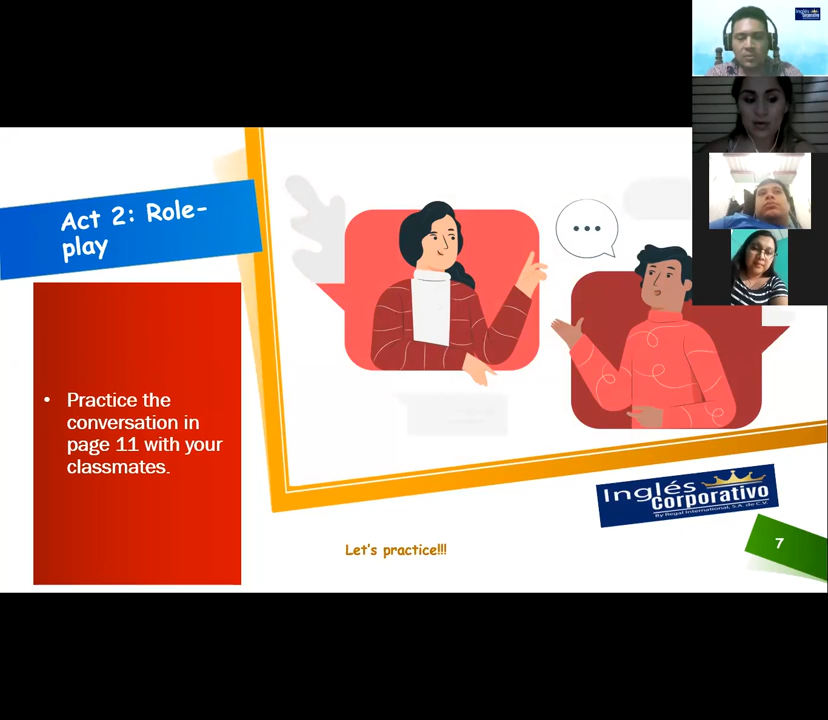 Act 2: Role-
play
• Practice the
conversation in
page 11 with your
classmates.
Inglés
Corporativo
By Regal International, S.A. de C.V.
Let's practice!!!
7